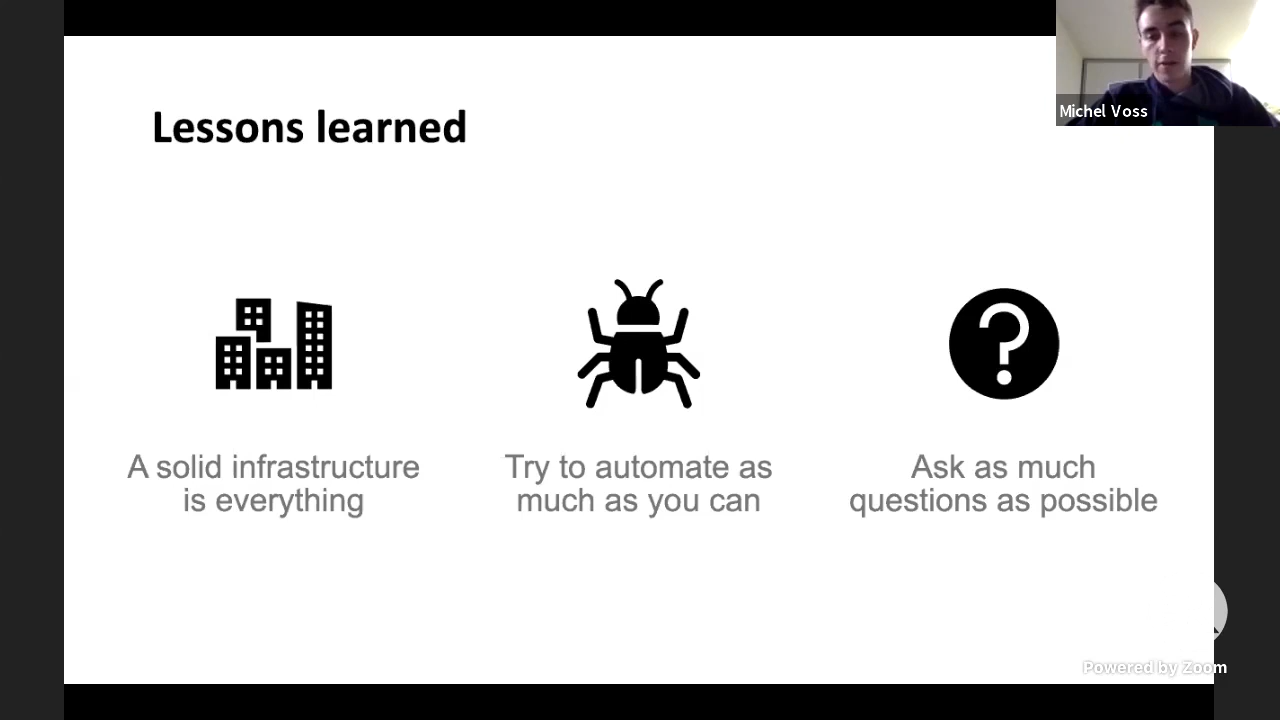 Lessons learned
Michel Voss
A solid infrastructure
is everything
Try to automate as
much as you can
Ask as much
questions as possible
Powered by Zoom